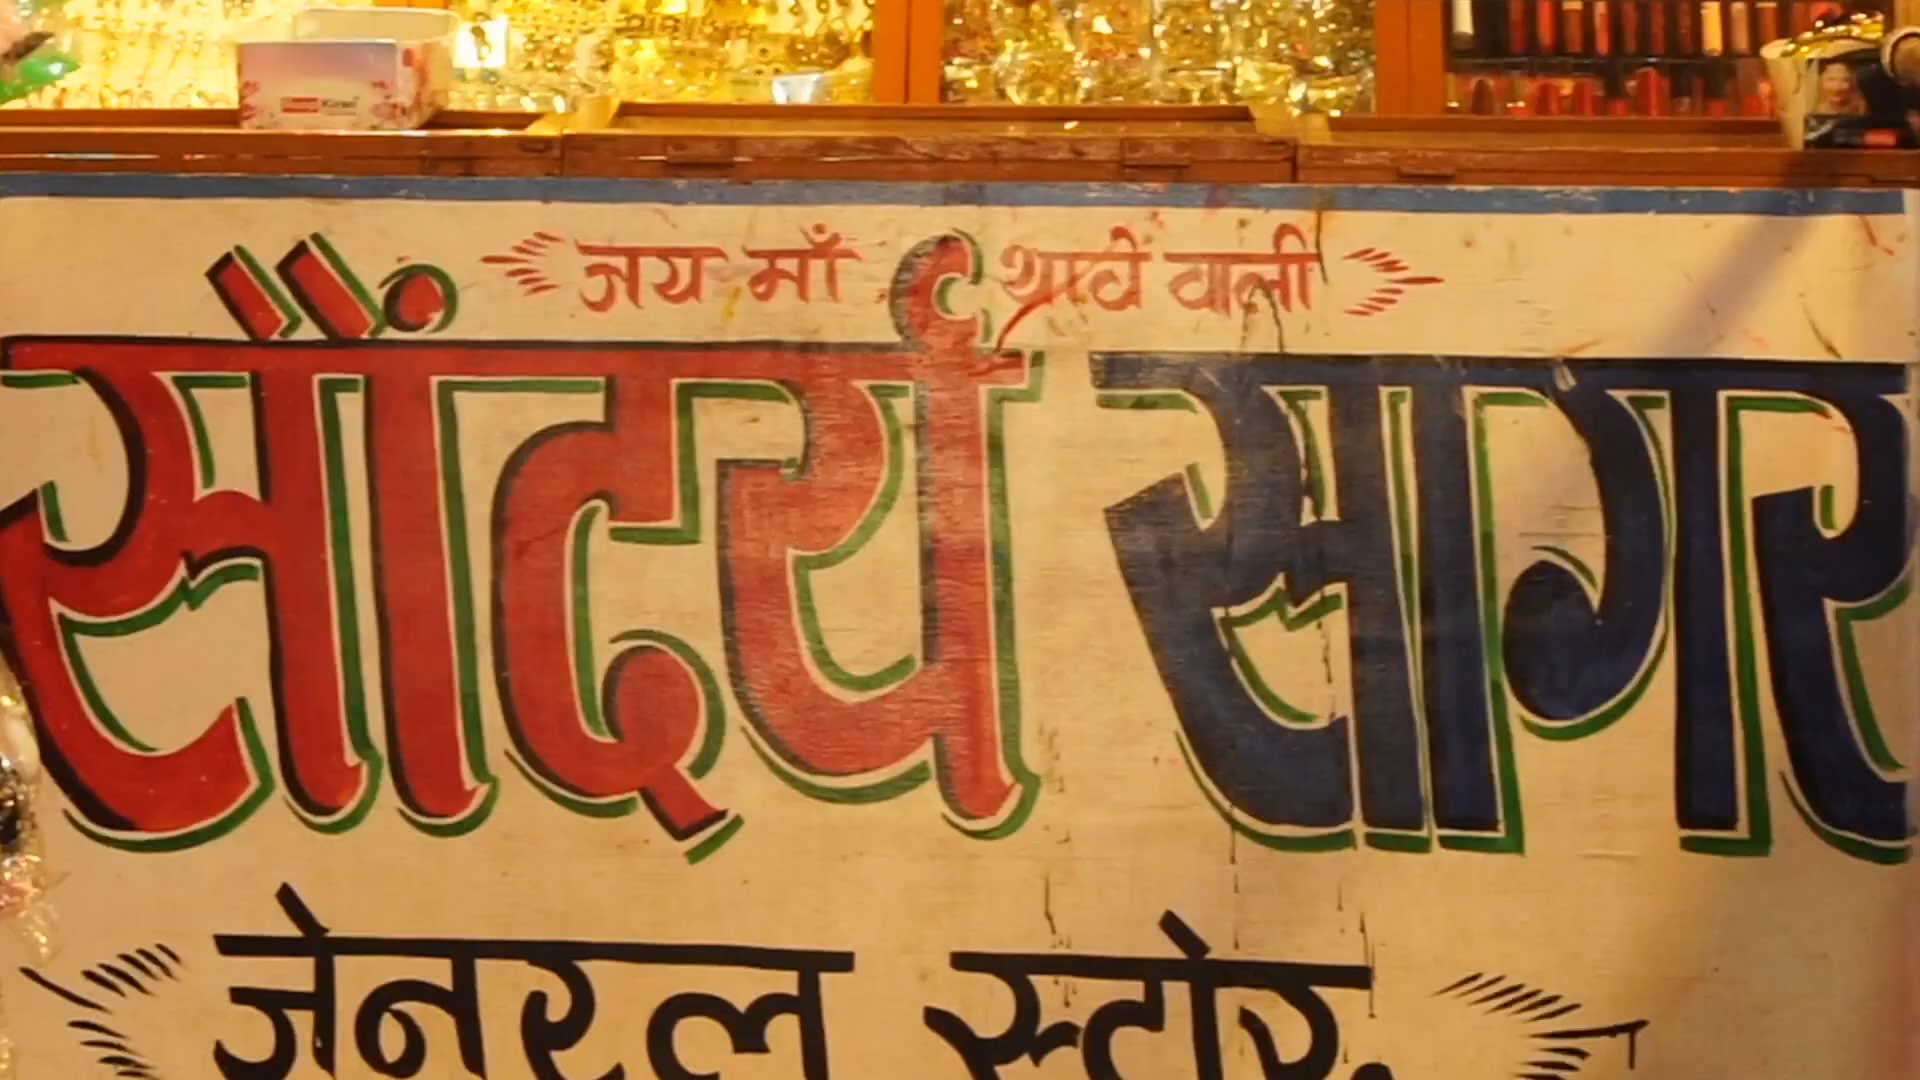 जय माँ थावे वाली
सौंदर्य सागर
जेनरल स्टोर.